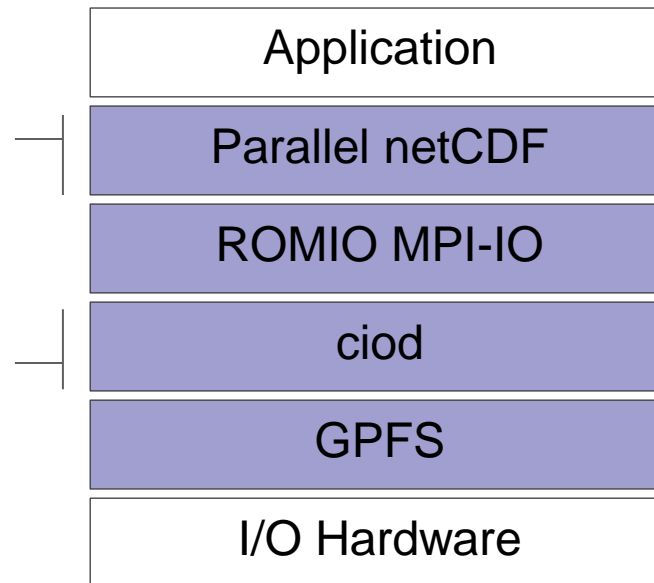 Application
Parallel netCDF
ROMIO MPI-IO
ciod
GPFS
I/O Hardware